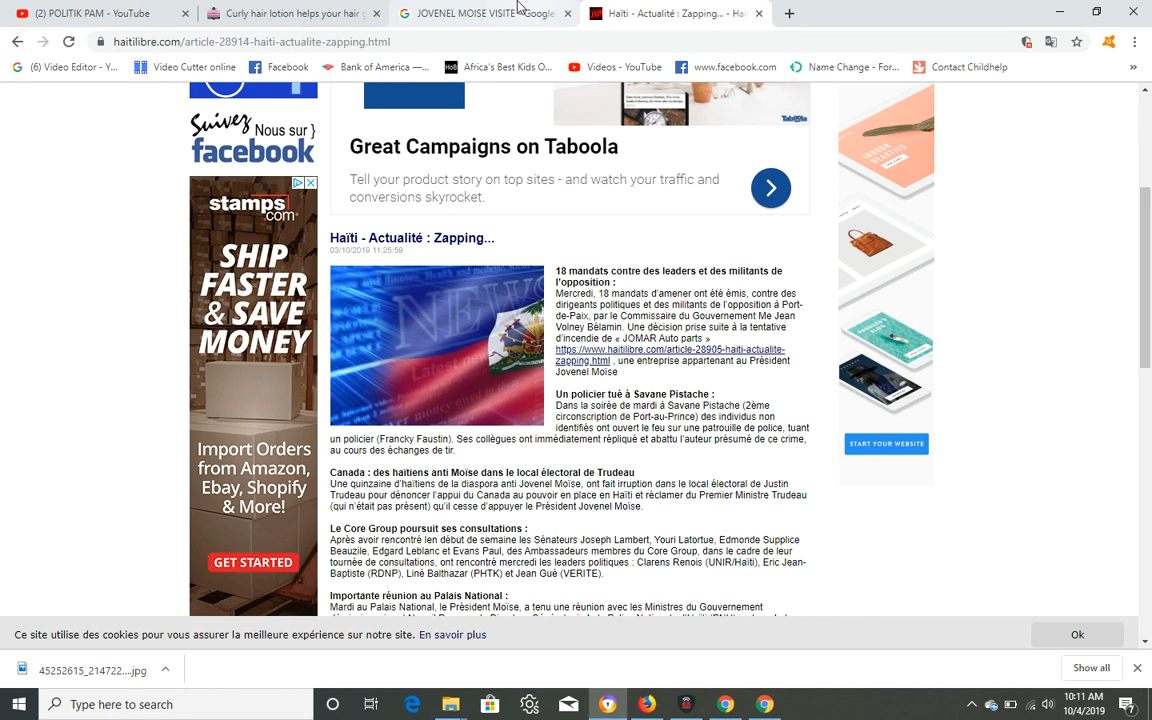 (2) POLITIK PAM - YouTube
Curly hair lotion helps your hair g
JOVENEL MOISE VISITE - Google
Haïti - Actualité : Zapping... - Haï
haitilibre.com/article-28914-haiti-actualite-zapping.html
(6) Video Editor - Y...
Video Cutter online
Facebook
Bank of America —...
HoB
Africa's Best Kids O...
Videos - YouTube
www.facebook.com
Name Change - For...
Contact Childhelp
Suivez Nous sur }
facebook
Taboola
Great Campaigns on Taboola
Tell your product story on top sites - and watch your traffic and
conversions skyrocket.
stamps.com
SHIP
FASTER
& SAVE
MONEY
Import Orders
from Amazon,
Ebay, Shopify
& More!
GET STARTED
Haïti - Actualité : Zapping...
03/10/2019 11:25:59
NEWS
18 mandats contre des leaders et des militants de
l'opposition :
Mercredi, 18 mandats d'amener ont été émis, contre des
dirigeants politiques et des militants de l'opposition à Port-
de-Paix, par le Commissaire du Gouvernement Me Jean
Volney Bélamin. Une décision prise suite à la tentative
d'incendie de « JOMAR Auto parts »
https://www.haitilibre.com/article-28905-haiti-actualite-
zapping.html , une entreprise appartenant au Président
Jovenel Moïse
Un policier tué à Savane Pistache :
Dans la soirée de mardi à Savane Pistache (2ème
circonscription de Port-au-Prince) des individus non
identifiés ont ouvert le feu sur une patrouille de police, tuant
un policier (Francky Faustin). Ses collègues ont immédiatement répliqué et abattu l'auteur présumé de ce crime,
au cours des échanges de tir.
Canada : des haïtiens anti Moïse dans le local électoral de Trudeau
Une quinzaine d'haïtiens de la diaspora anti Jovenel Moïse, ont fait irruption dans le local électoral de Justin
Trudeau pour dénoncer l'appui du Canada au pouvoir en place en Haïti et réclamer du Premier Ministre Trudeau
(qui n'était pas présent) qu'il cesse d'appuyer le Président Jovenel Moïse.
Le Core Group poursuit ses consultations :
Après avoir rencontré len début de semaine les Sénateurs Joseph Lambert, Youri Latortue, Edmonde Supplice
Beauzile, Edgard Leblanc et Evans Paul, des Ambassadeurs membres du Core Group, dans le cadre de leur
tournée de consultations, ont rencontré mercredi les leaders politiques : Clarens Renois (UNIR/Haïti), Eric Jean-
Baptiste (RDNP), Liné Balthazar (PHTK) et Jean Gué (VERITE).
Importante réunion au Palais National :
Mardi au Palais National, le Président Moïse, a tenu une réunion avec les Ministres du Gouvernement
START YOUR WEBSITE
Ce site utilise des cookies pour vous assurer la meilleure expérience sur notre site. En savoir plus
Ok
45252615_214722....jpg
Show all
Type here to search
10:11 AM
10/4/2019
7